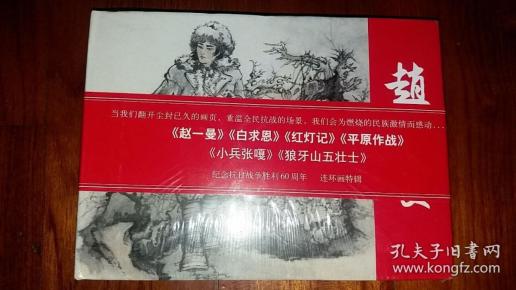 趙
当我们翻开尘封已久的画页，重温全民抗战的场景，我们会为燃烧的民族激情而感动...
《赵一曼》《白求恩》《红灯记》《平原作战》
《小兵张嘎》《狼牙山五壮士》
纪念抗日战争胜利60周年 连环画特辑
孔夫子旧书网
www.kongfz.com